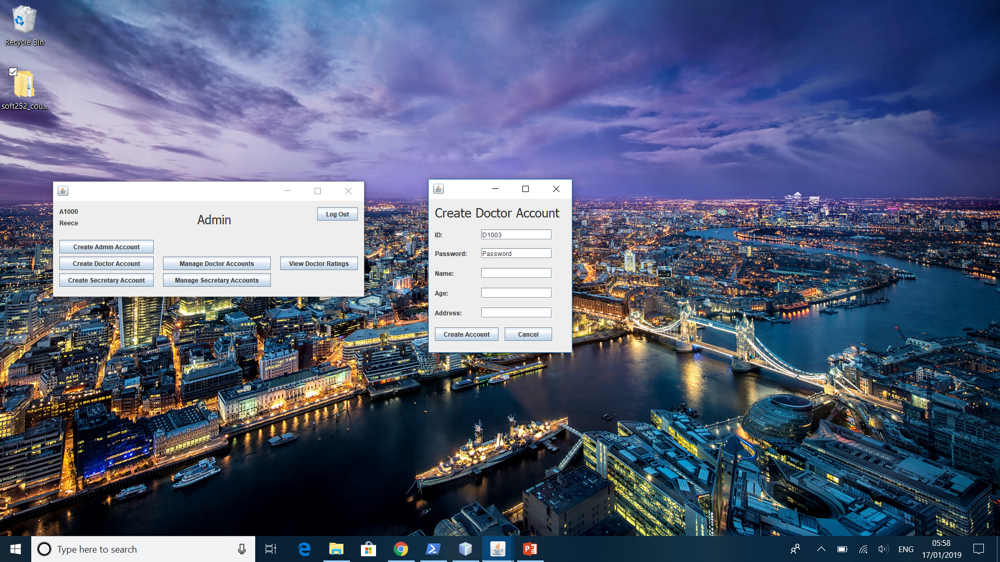 Recycle Bin
soft252_cou...
A1000
Reece
Admin
Log Out
Create Admin Account
Create Doctor Account
Manage Doctor Accounts
View Doctor Ratings
Create Secretary Account
Manage Secretary Accounts
Create Doctor Account
ID:
D1003
Password:
Password
Name:
Age:
Address:
Create Account
Cancel
Type here to search
ENG
05:58
17/01/2019